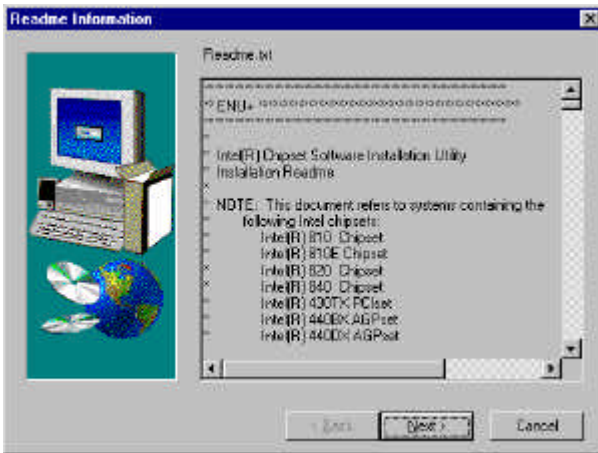 Readme Information
Readme.txt
* ENU+ **********************************
Intel(R) Chipset Software Installation Utility
Installation Readme
NOTE: This document refers to systems containing the
following Intel chipsets:
Intel(R) 810 Chipset
Intel(R) 810E Chipset
Intel(R) 820 Chipset
Intel(R) 840 Chipset
Intel(R) 430TX PCIset
Intel(R) 440BX AGPset
Intel(R) 440DX AGPset
< Back
Next >
Cancel